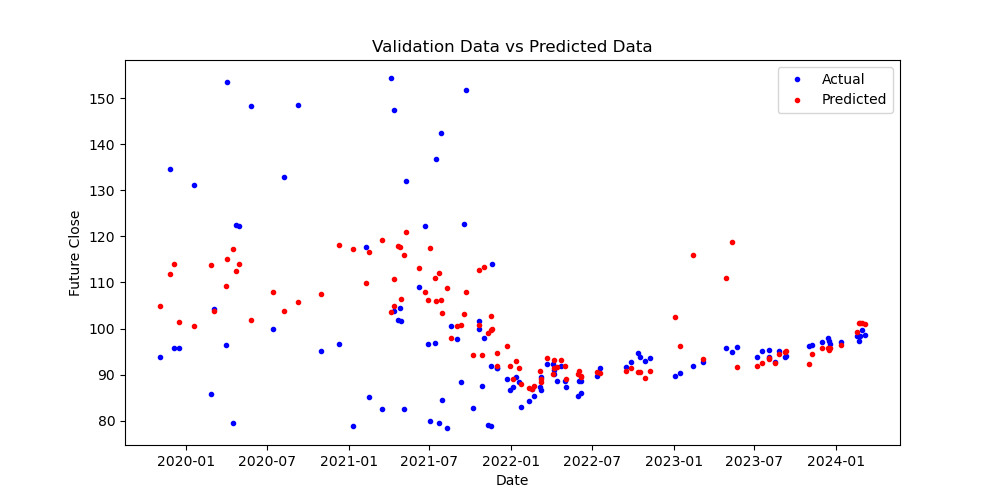 Validation Data vs Predicted Data
Actual
Predicted
Future Close
150
140
130
120
110
100
90
80
2020-01 2020-07 2021-01 2021-07 2022-01 2022-07 2023-01 2023-07 2024-01
Date